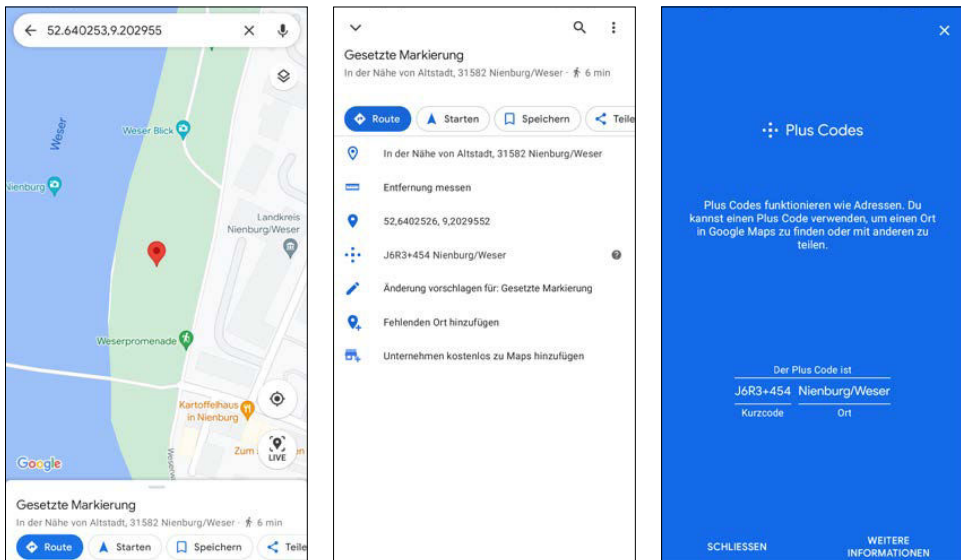 52.640253,9.202955
Weser
Weser Blick
Nienburg
Landkreis
Nienburg/Weser
Weserpromenade
Kartoffelhaus
in Nienburg
Zum
LIVE
Google
Gesetzte Markierung
In der Nähe von Altstadt, 31582 Nienburg/Weser · 6 min
Route
Starten
Speichern
Teile
Gesetzte Markierung
In der Nähe von Altstadt, 31582 Nienburg/Weser · 6 min
Route
Starten
Speichern
Teile
In der Nähe von Altstadt, 31582 Nienburg/Weser
Entfernung messen
52,6402526, 9,2029552
J6R3+454 Nienburg/Weser
Änderung vorschlagen für: Gesetzte Markierung
Fehlenden Ort hinzufügen
Unternehmen kostenlos zu Maps hinzufügen
Plus Codes
Plus Codes funktionieren wie Adressen. Du
kannst einen Plus Code verwenden, um einen Ort
in Google Maps zu finden oder mit anderen zu
teilen.
Der Plus Code ist
J6R3+454 Nienburg/Weser
Kurzcode Ort
SCHLIESSEN
WEITERE
INFORMATIONEN